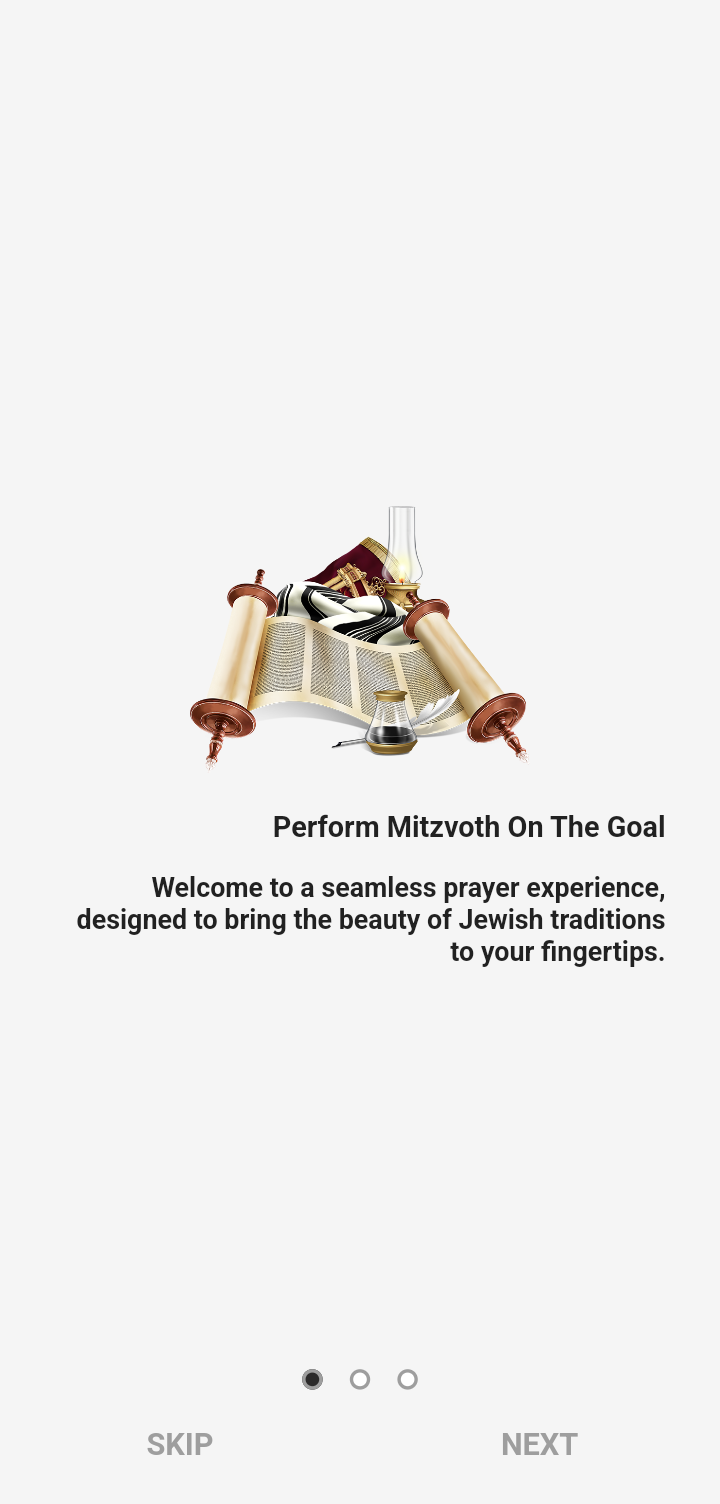 Perform Mitzvoth On The Goal
Welcome to a seamless prayer experience,
designed to bring the beauty of Jewish traditions
to your fingertips.
SKIP
NEXT